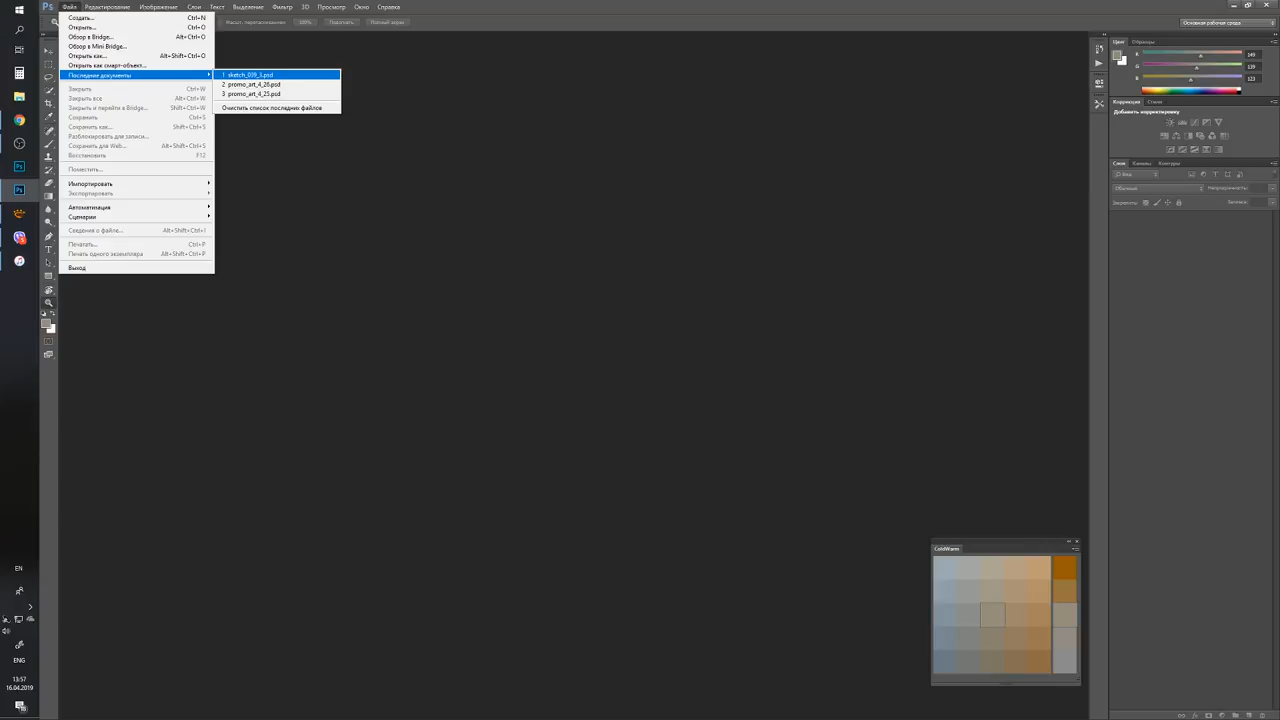 Ps Файл Редактирование Изображение Слои Текст Выделение Фильтр 3D Просмотр Окно Справка
100% Подогнать Полный экран
Основная рабочая среда
Создать... Ctrl+N
Открыть... Ctrl+O
Обзор в Bridge... Alt+Ctrl+O
Обзор в Mini Bridge...
Открыть как... Alt+Shift+Ctrl+O
Открыть как смарт-объект...
Последние документы
1 sketch_039_3.psd
2 promo_art_4_26.psd
3 promo_art_4_25.psd
Очистить список последних файлов
Закрыть Ctrl+W
Закрыть все Alt+Ctrl+W
Закрыть и перейти в Bridge... Shift+Ctrl+W
Сохранить Ctrl+S
Сохранить как... Shift+Ctrl+S
Разблокировать для записи...
Сохранить для Web... Alt+Shift+Ctrl+S
Восстановить F12
Поместить...
Импортировать
Экспортировать
Автоматизация
Сценарии
Сведения о файле... Alt+Shift+Ctrl+I
Печатать... Ctrl+P
Печать одного экземпляра Alt+Shift+Ctrl+P
Выход
Цвет Образцы
R 149
G 139
B 123
Коррекция Стили
Добавить корректировку
Слои Каналы Контуры
Вид
Обычные Непрозрачность:
Закрепить: Заливка:
ColdWarm
EN
ENG
13:57
16.04.2019